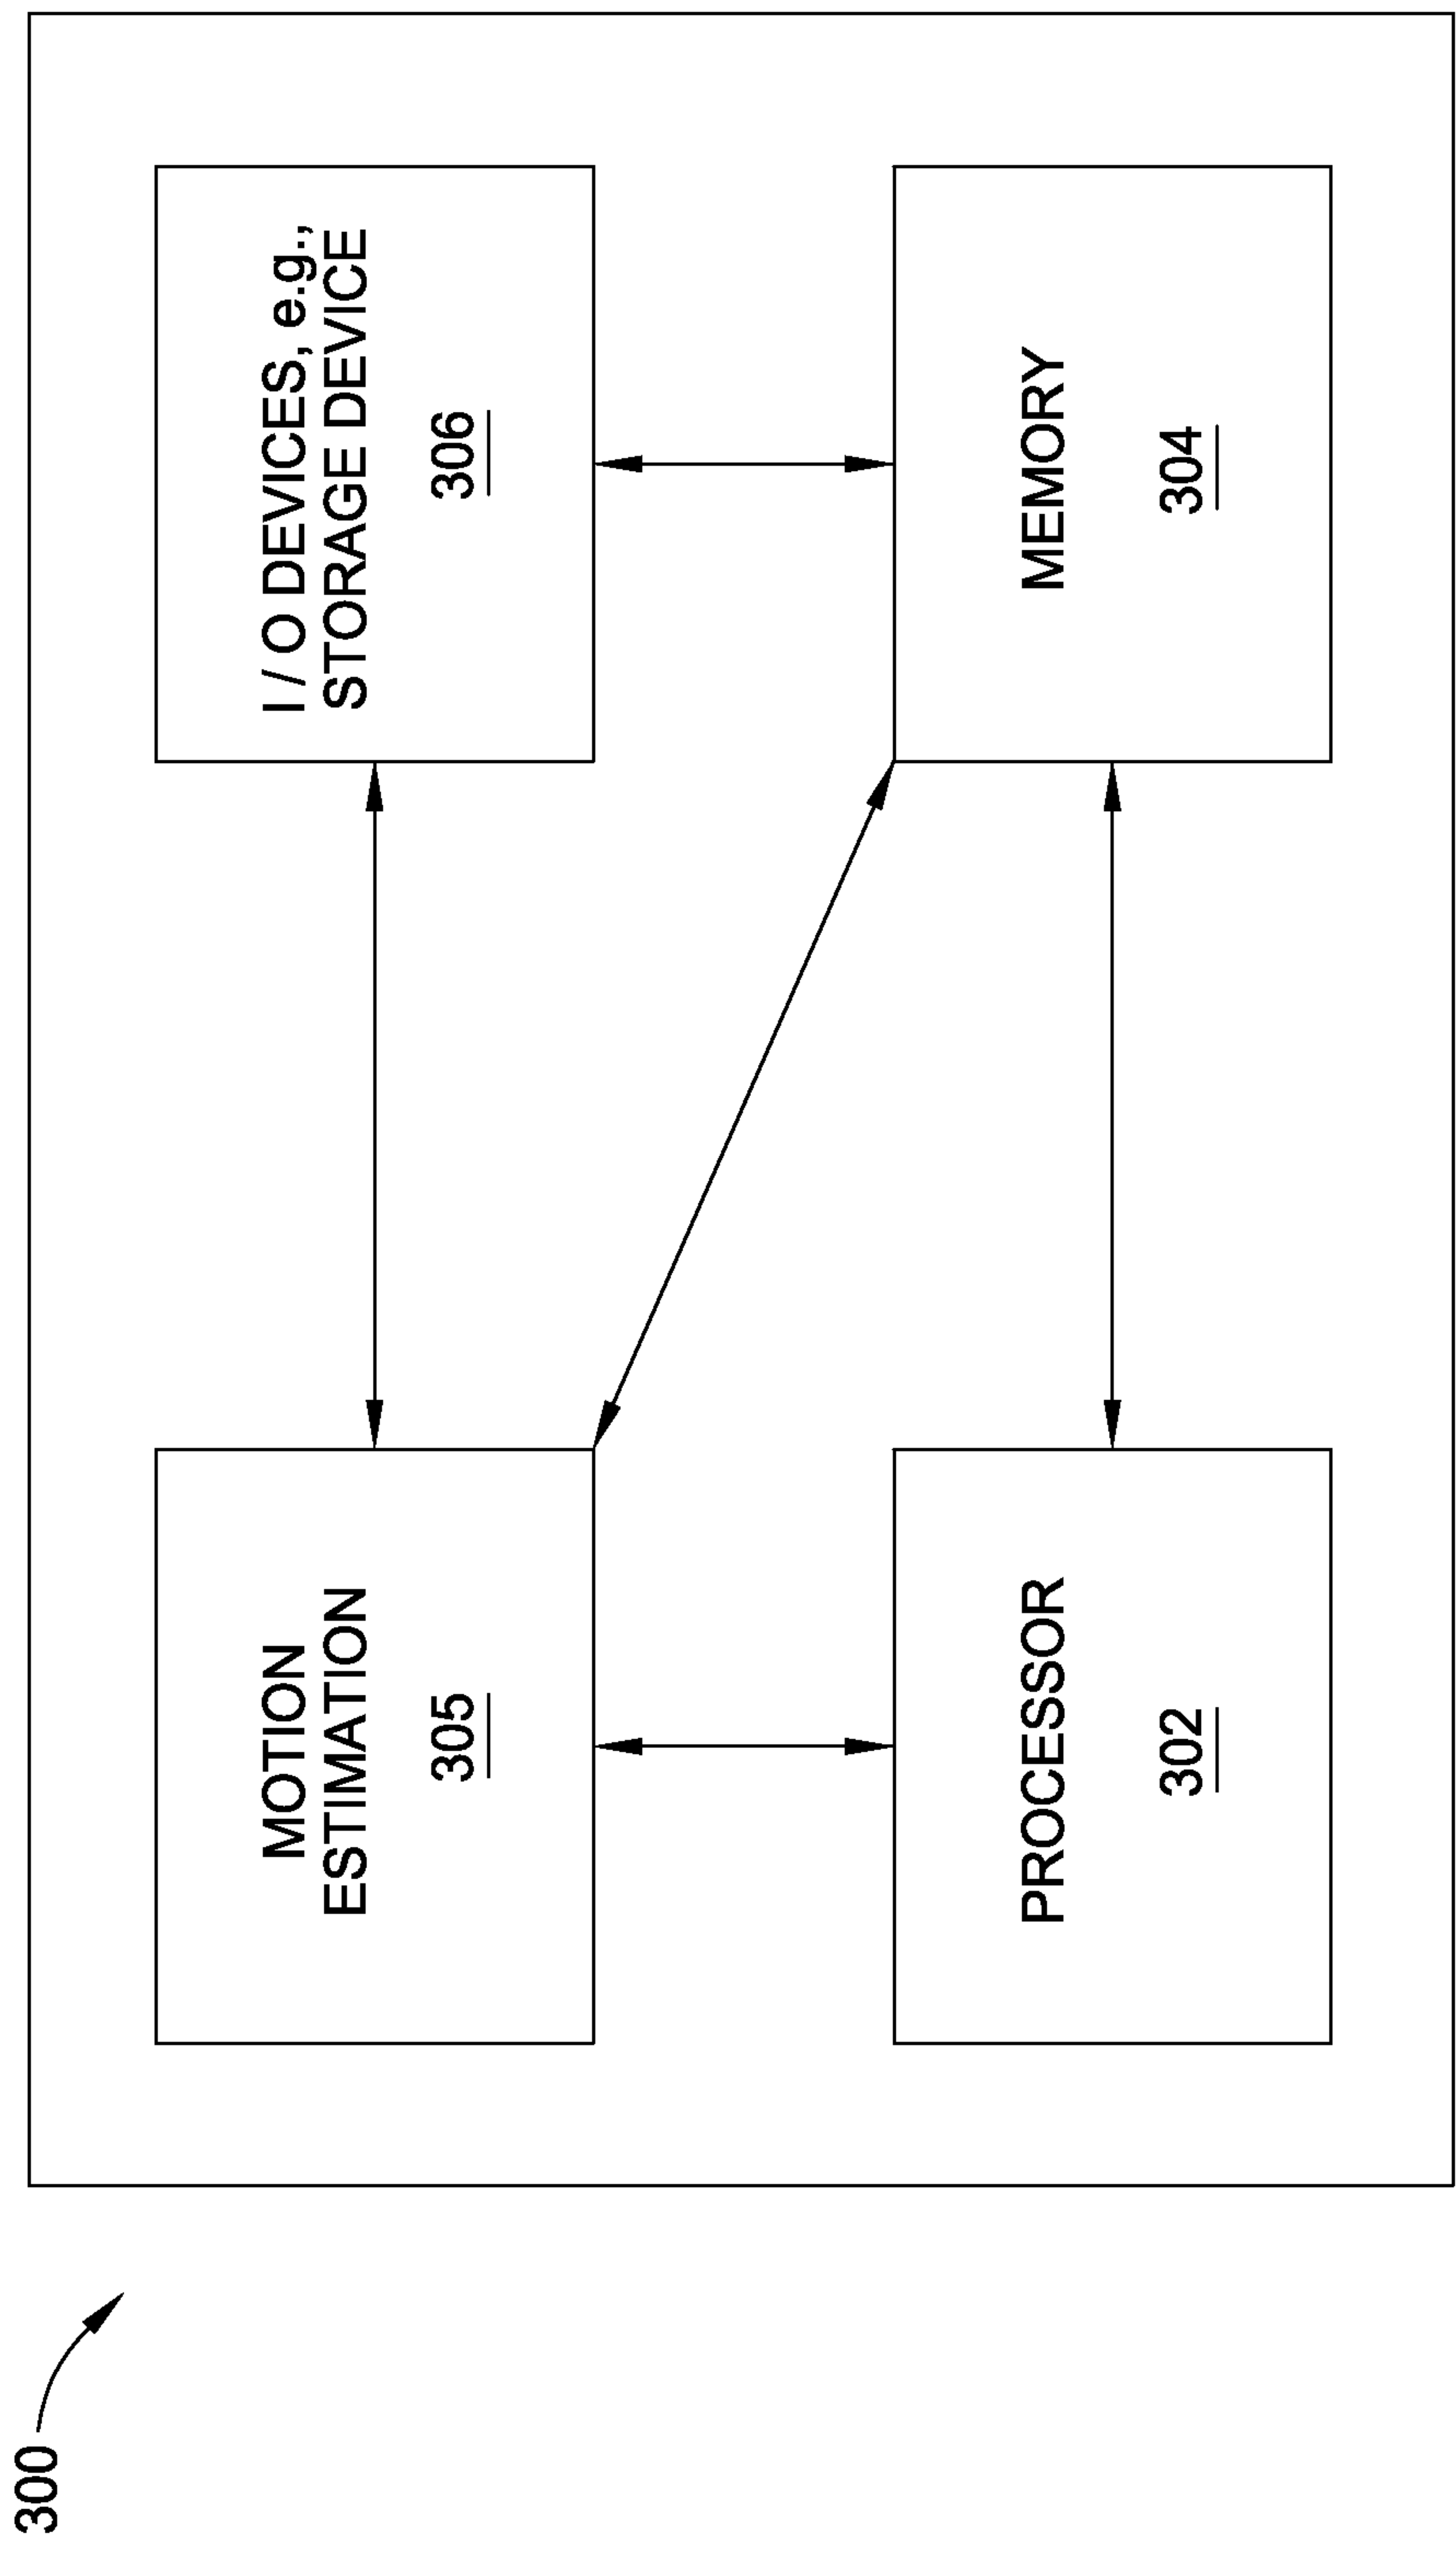 300
MOTION
ESTIMATION
305
I / O DEVICES, e.g.,
STORAGE DEVICE
306
PROCESSOR
302
MEMORY
304